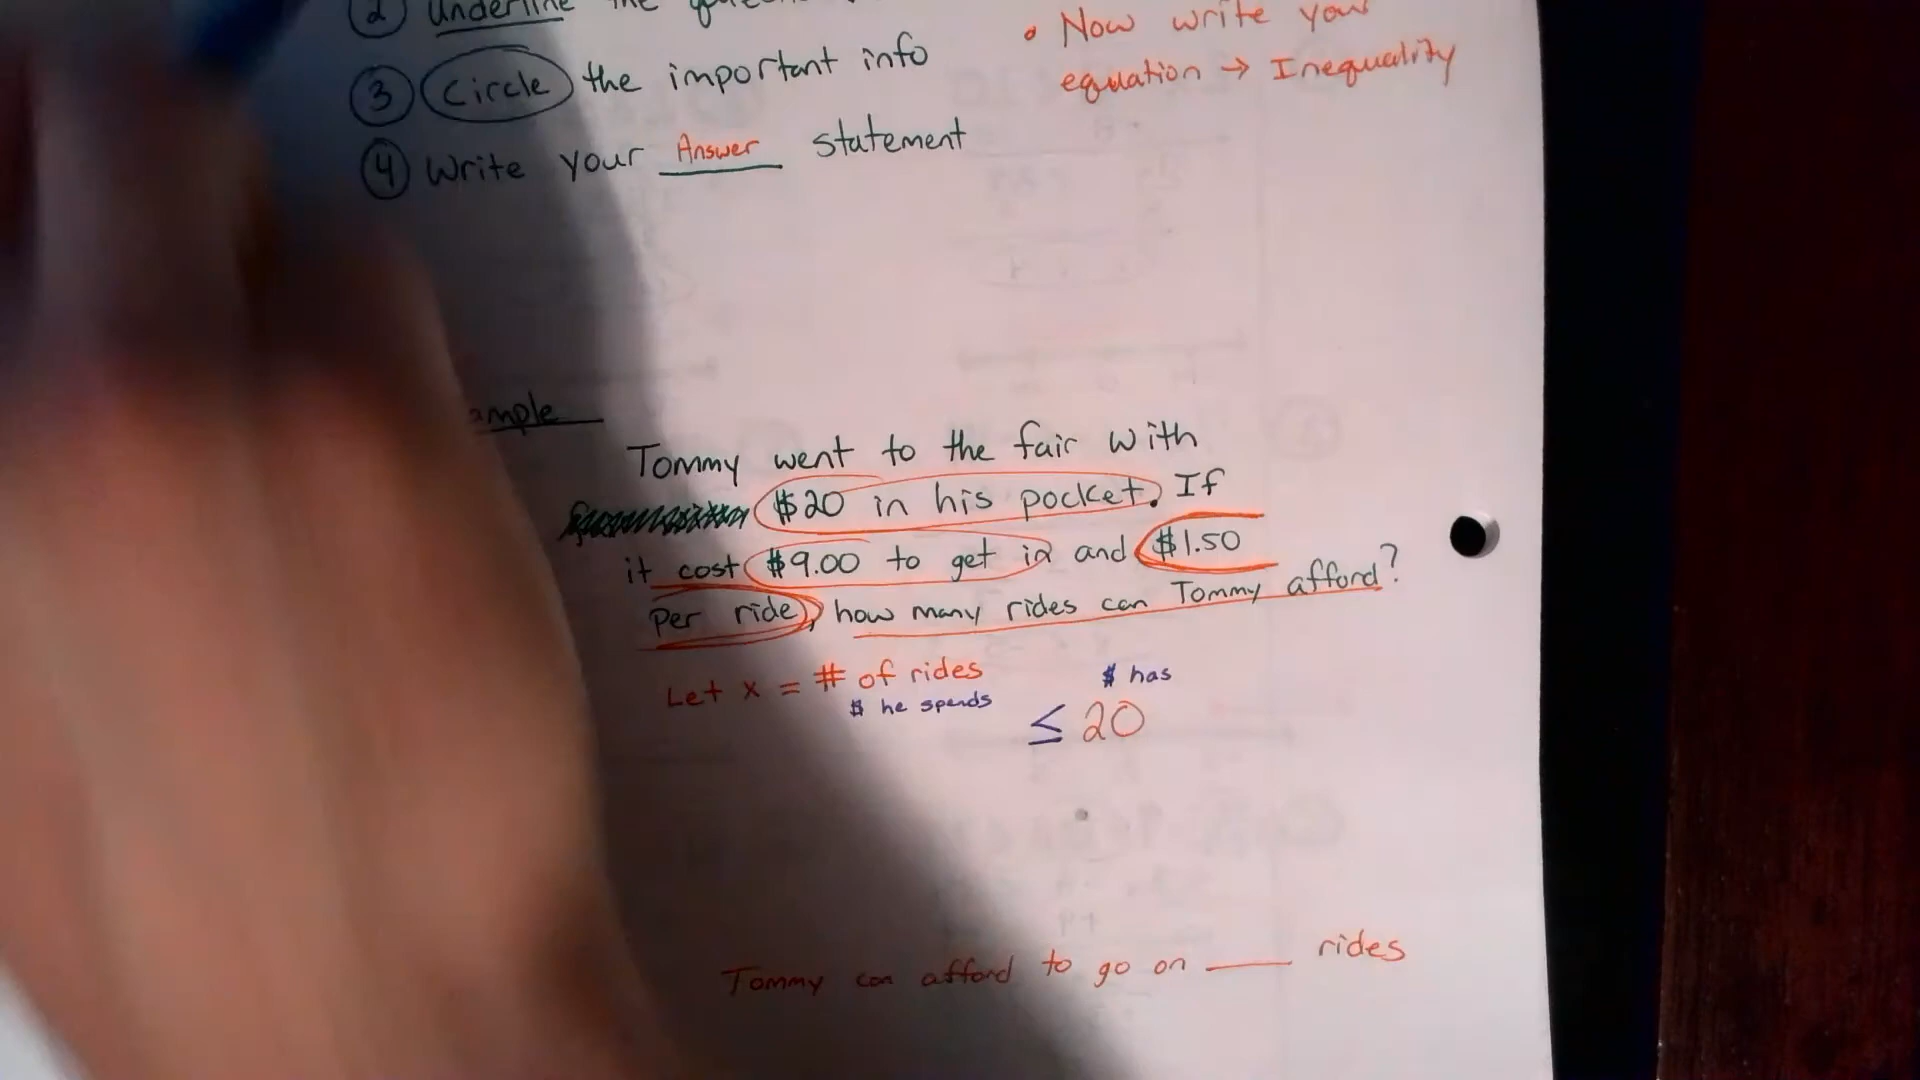 ② Underline the
③ Circle the important info
④ Write your Answer statement
• Now write your
equation → Inequality
ample
Tommy went to the fair with
$20 in his pocket. If
it cost $9.00 to get in and $1.50
Per ride, how many rides can Tommy afford?
Let x = # of rides
$ he spends
$ has
≤ 20
Tommy can afford to go on ____ rides